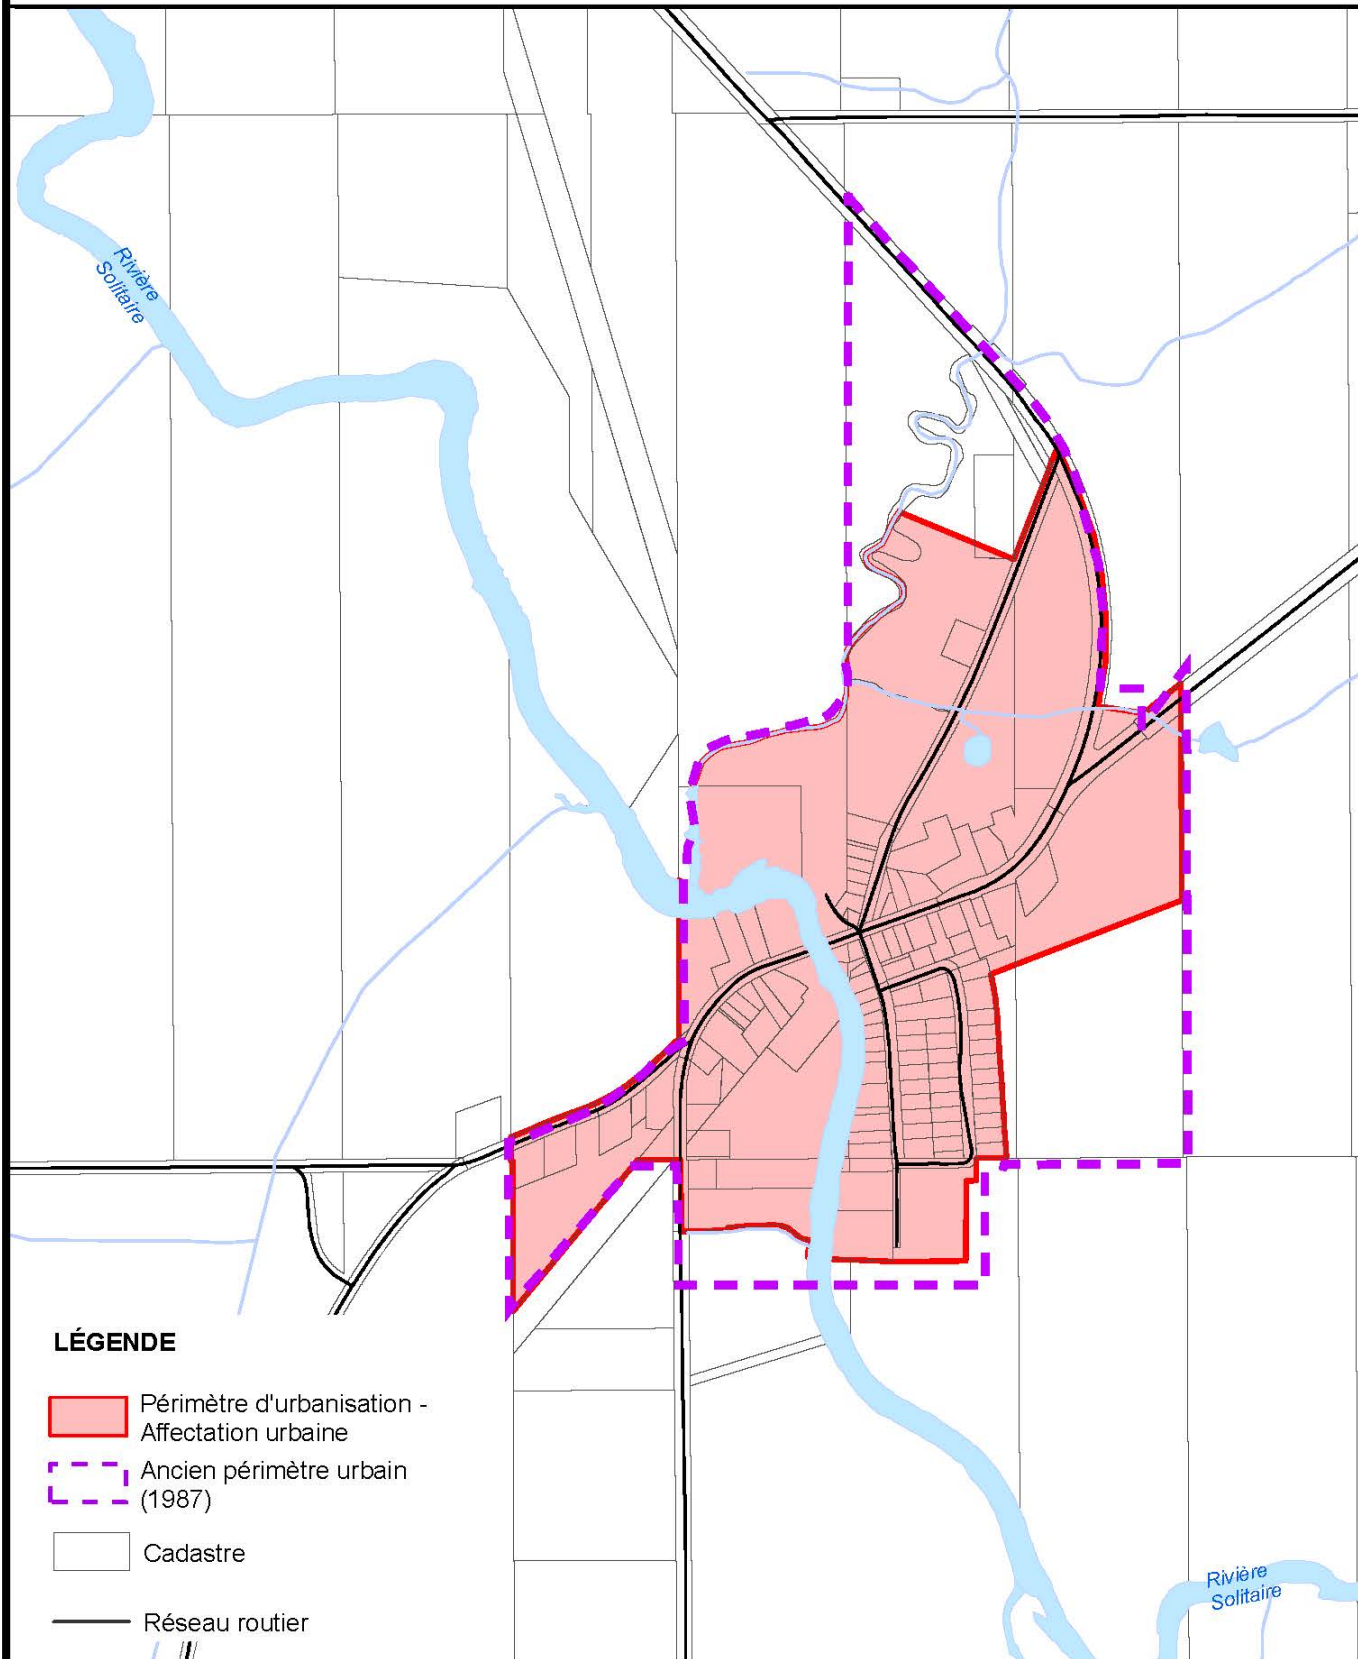 Rivière
Solitaire
LÉGENDE
Périmètre d'urbanisation -
Affectation urbaine
Ancien périmètre urbain
(1987)
Cadastre
Réseau routier
Rivière
Solitaire